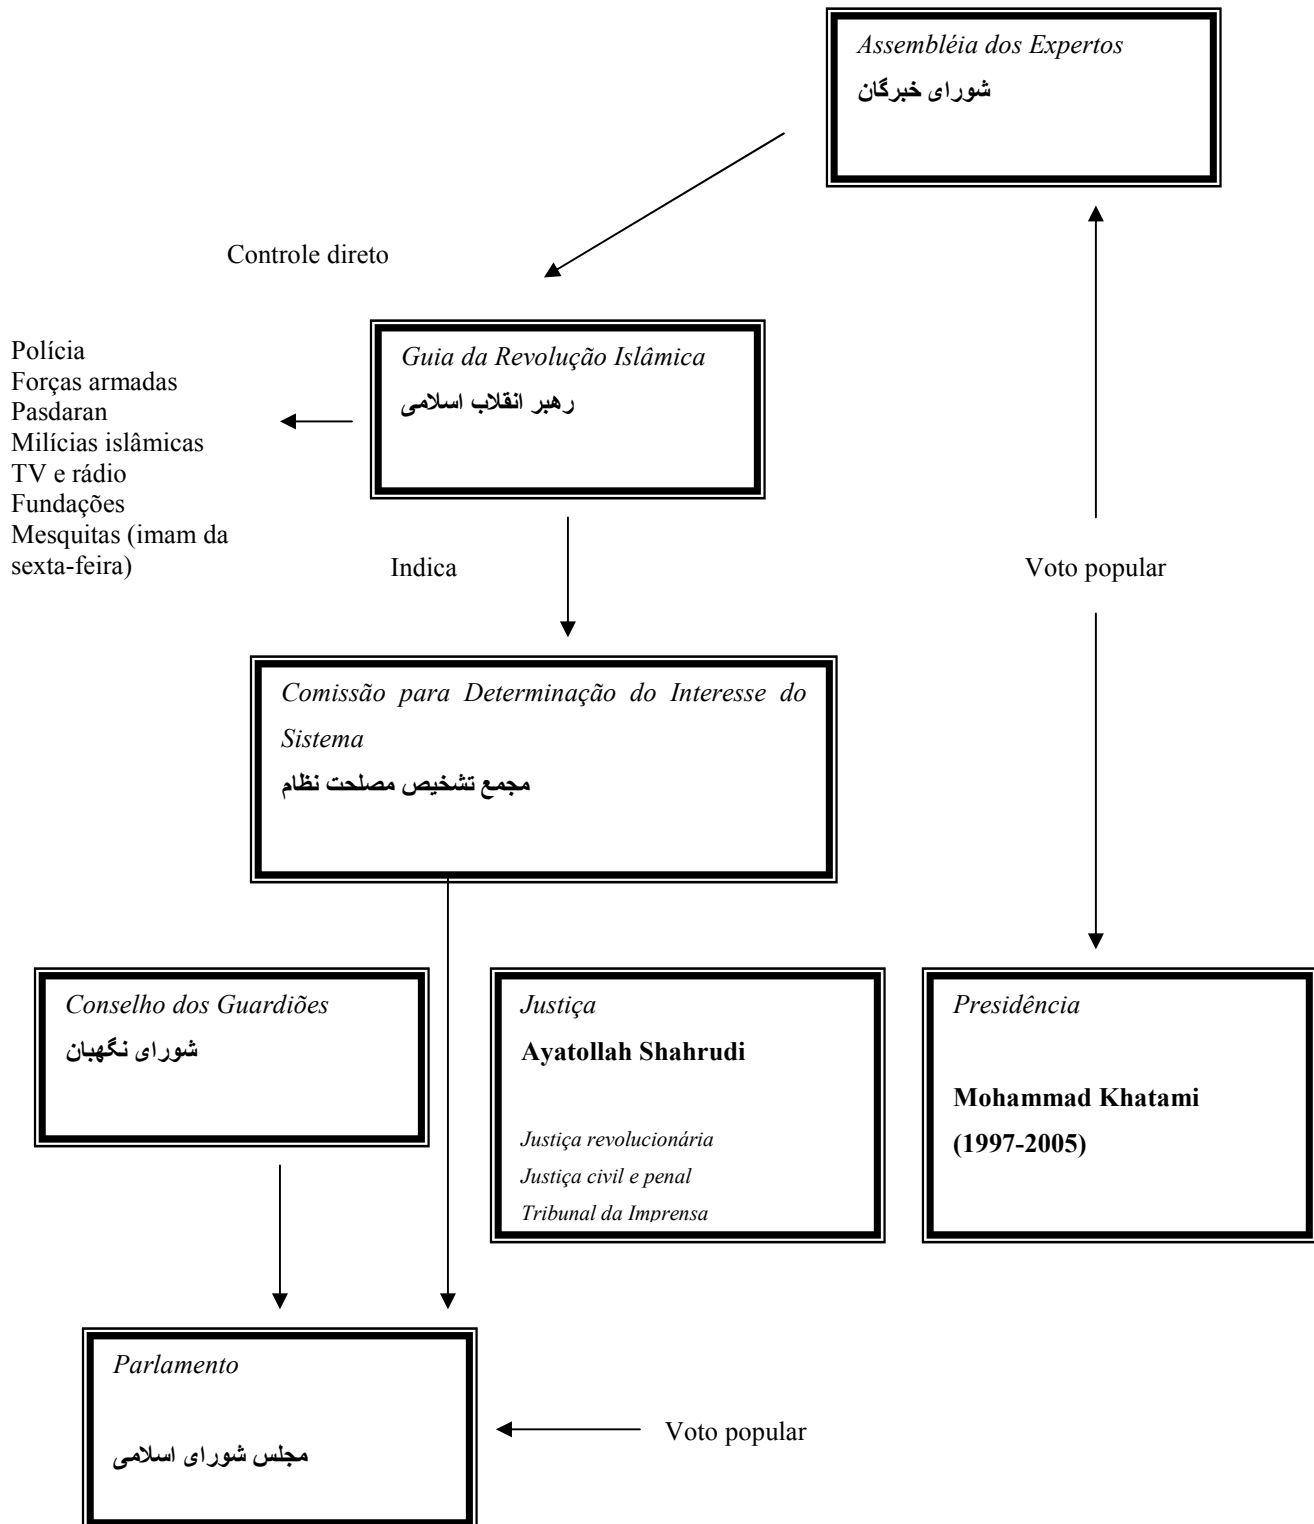 Assembléia dos Expertos
شورای خبرگان
Controle direto
Polícia
Forças armadas
Pasdaran
Milícias islâmicas
TV e rádio
Fundações
Mesquitas (imam da
sexta-feira)
Guia da Revolução Islâmica
رهبر انقلاب اسلامی
Indica
Voto popular
Comissão para Determinação do Interesse do
Sistema
مجمع تشخیص مصلحت نظام
Conselho dos Guardiões
شورای نگهبان
Justiça
Ayatollah Shahrudi
Justiça revolucionária
Justiça civil e penal
Tribunal da Imprensa
Presidência
Mohammad Khatami
(1997-2005)
Parlamento
مجلس شورای اسلامی
Voto popular